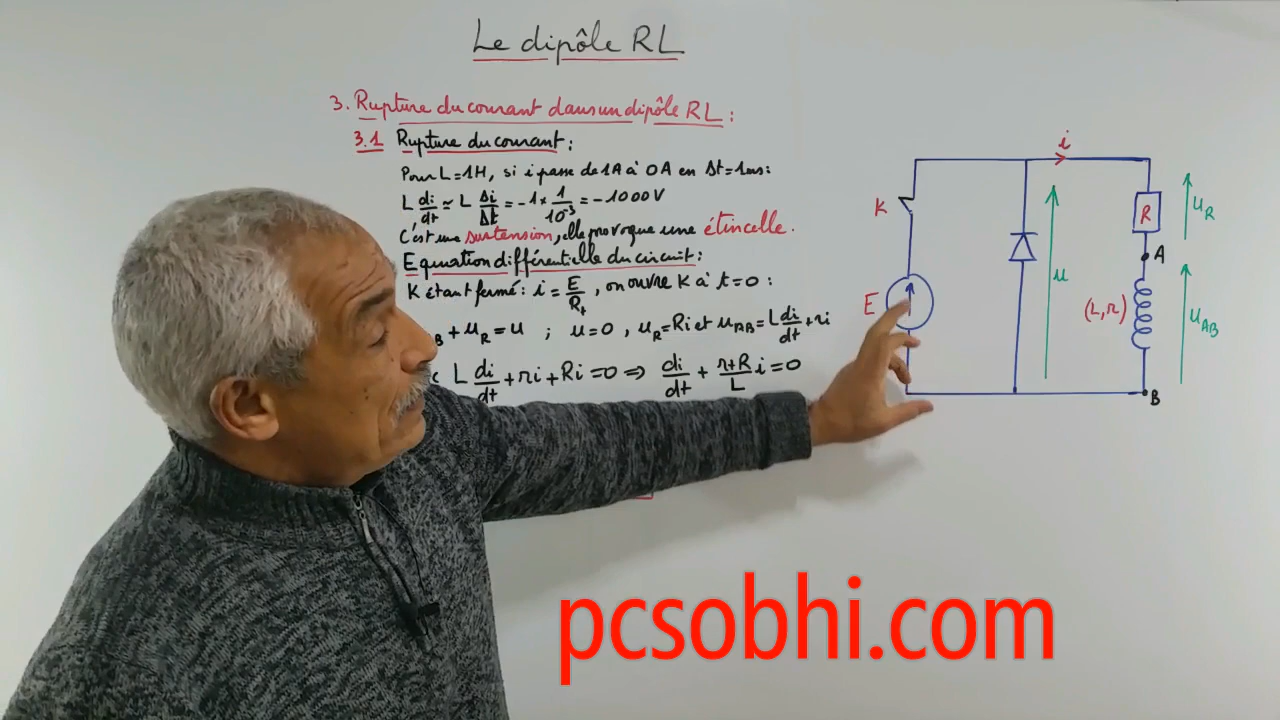 Le dipôle RL
3. Rupture du courant dans un dipôle RL :
3.1 Rupture du courant :
Pour L = 1H, si i passe de 1A à 0A en Δt = 1ms :
L di/dt ≃ L Δi/Δt = -1 × 1/10⁻³ = -1000V
C'est une surtension, elle provoque une étincelle.
Equation différentielle du circuit :
K étant fermé : i = E/Rt, on ouvre K à t = 0 :
B + uR = u ; u = 0, uR = Ri et uAB = L di/dt + ri
L di/dt + ri + Ri = 0 ⇒ di/dt + r+R/L i = 0
i
K
R
uR
A
u
E
(L,r)
uAB
B
pcsobhi.com